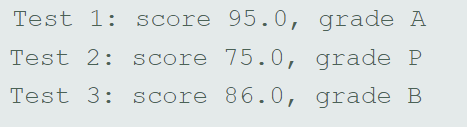 Test 1: score 95.0, grade A
Test 2: score 75.0, grade P
Test 3: score 86.0, grade B